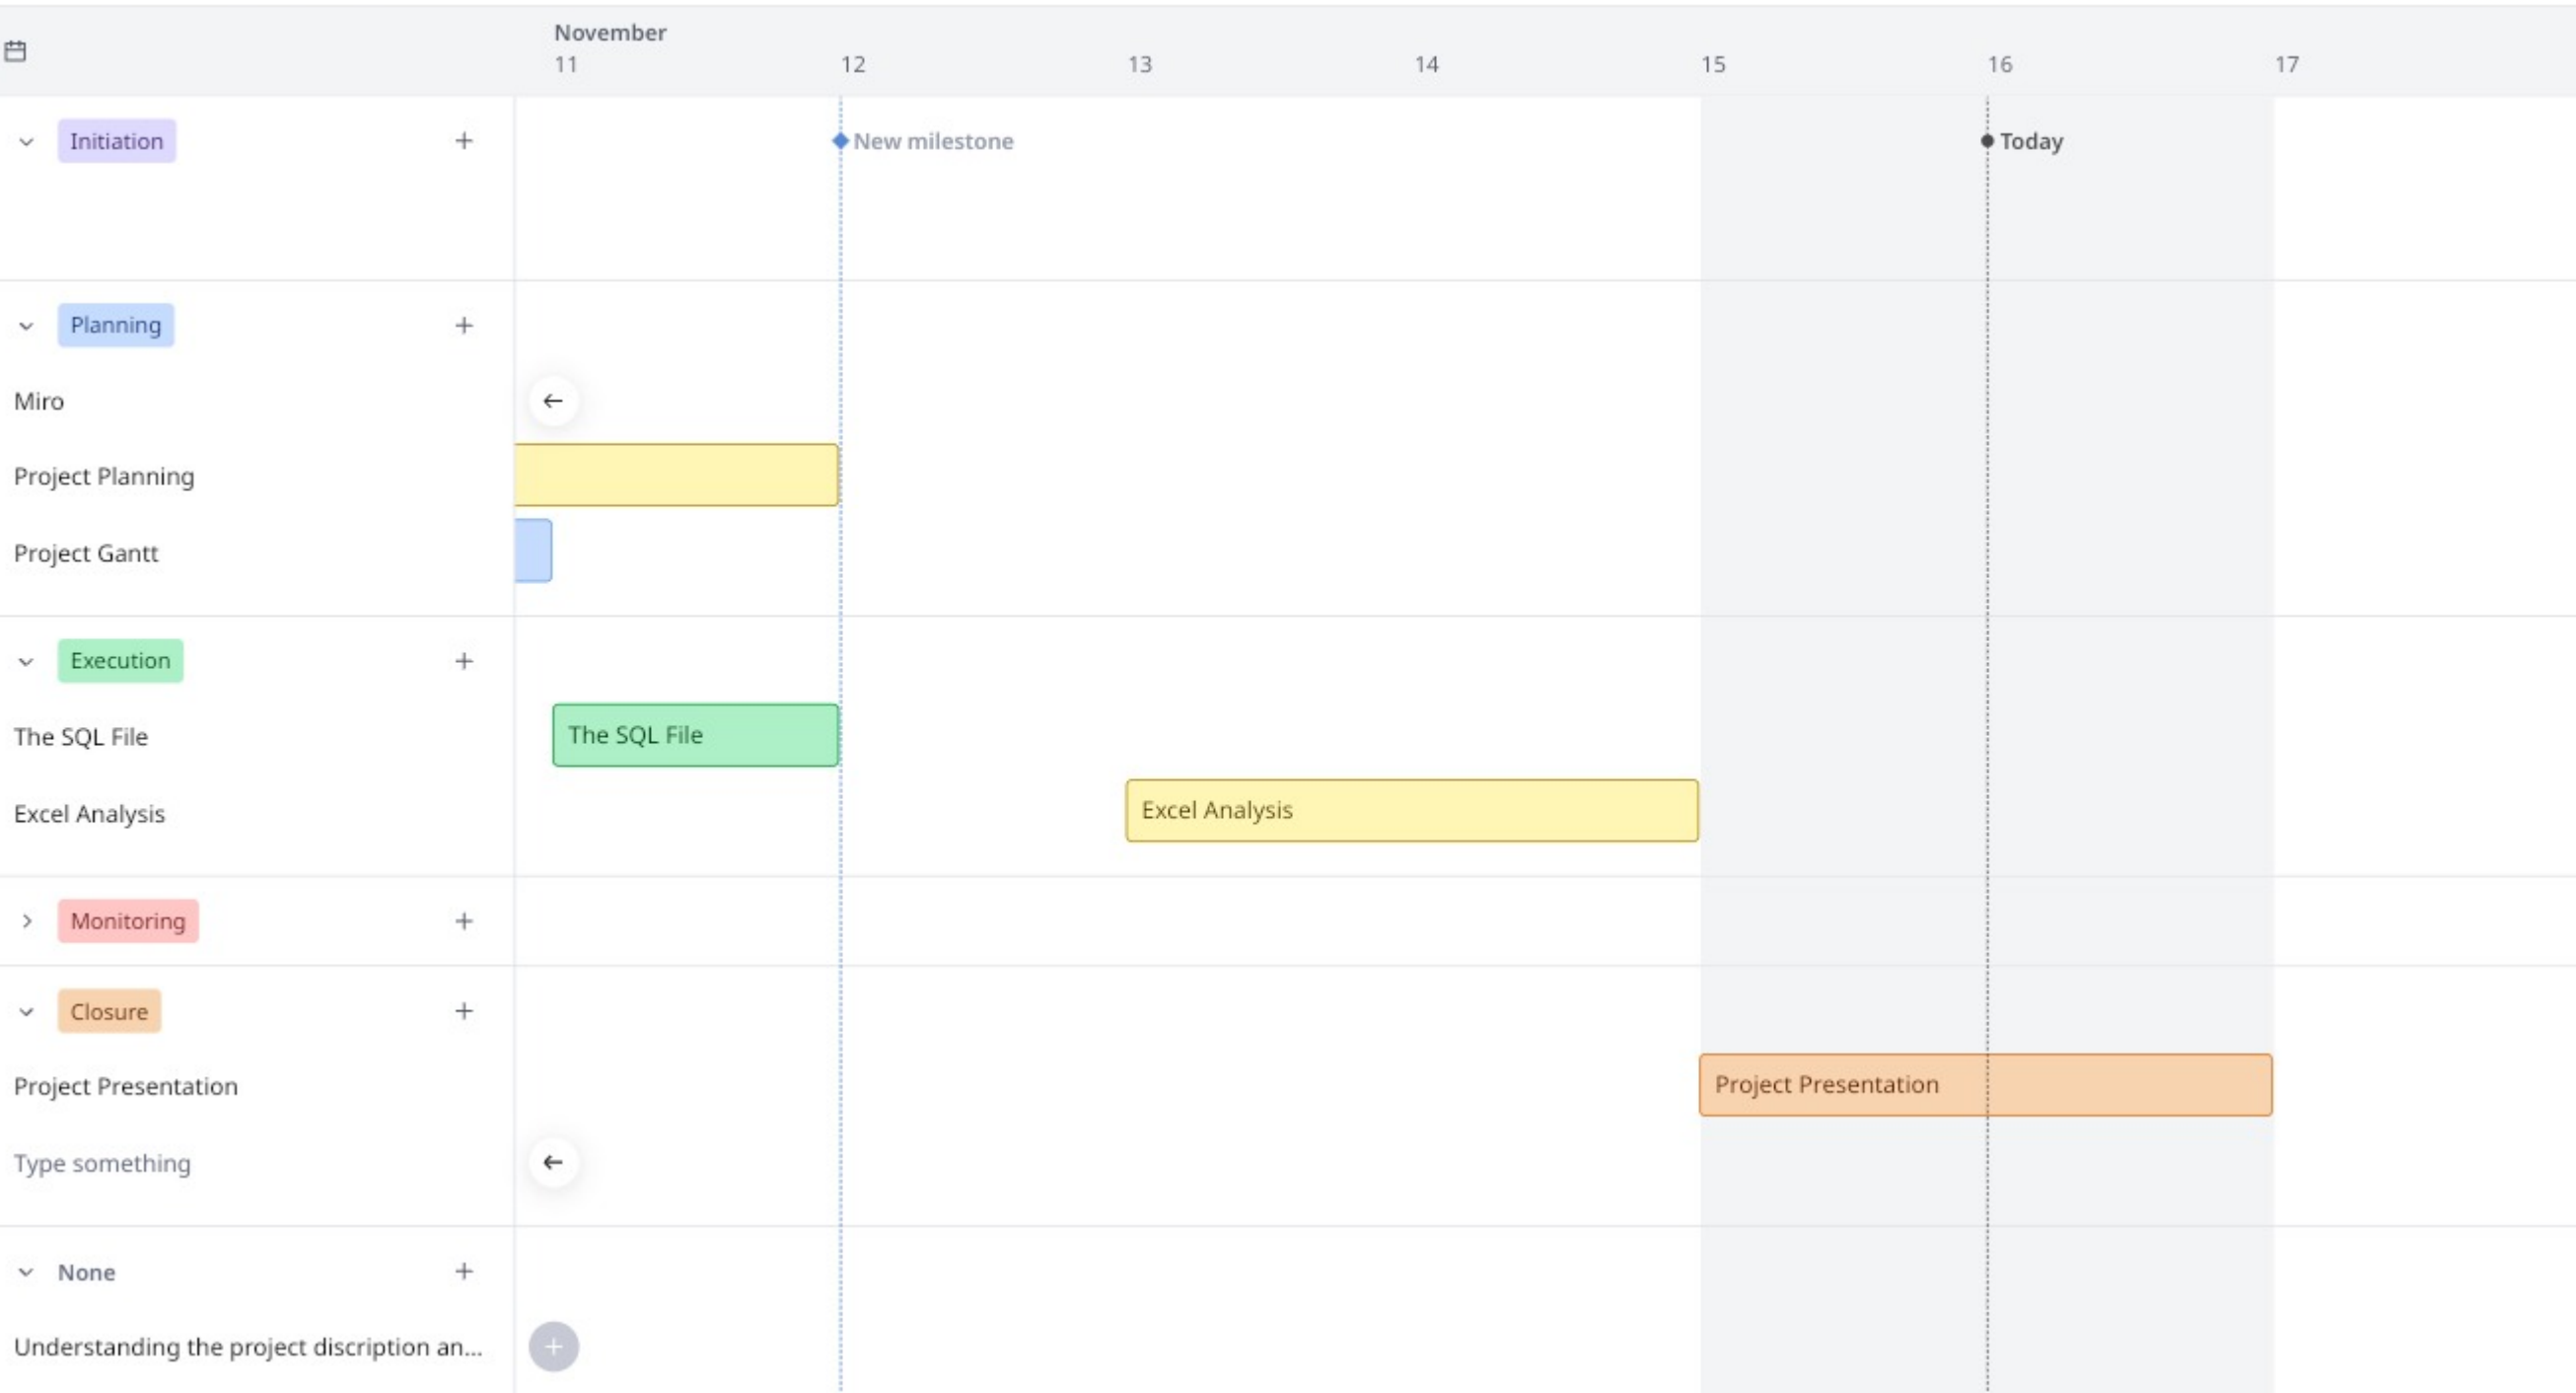 November
11 12 13 14 15 16 17
Initiation
New milestone
Today
Planning
Miro
Project Planning
Project Gantt
Execution
The SQL File
The SQL File
Excel Analysis
Excel Analysis
Monitoring
Closure
Project Presentation
Project Presentation
Type something
None
Understanding the project discription an...